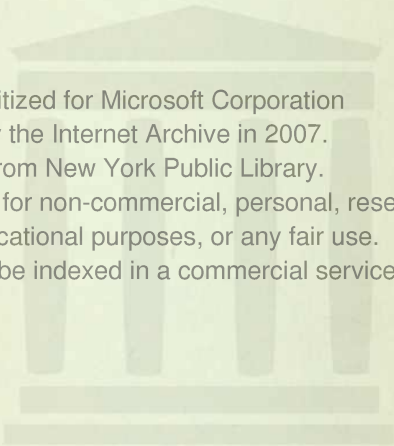 itized for Microsoft Corporation
the Internet Archive in 2007.
rom New York Public Library.
for non-commercial, personal, rese
cational purposes, or any fair use.
be indexed in a commercial service